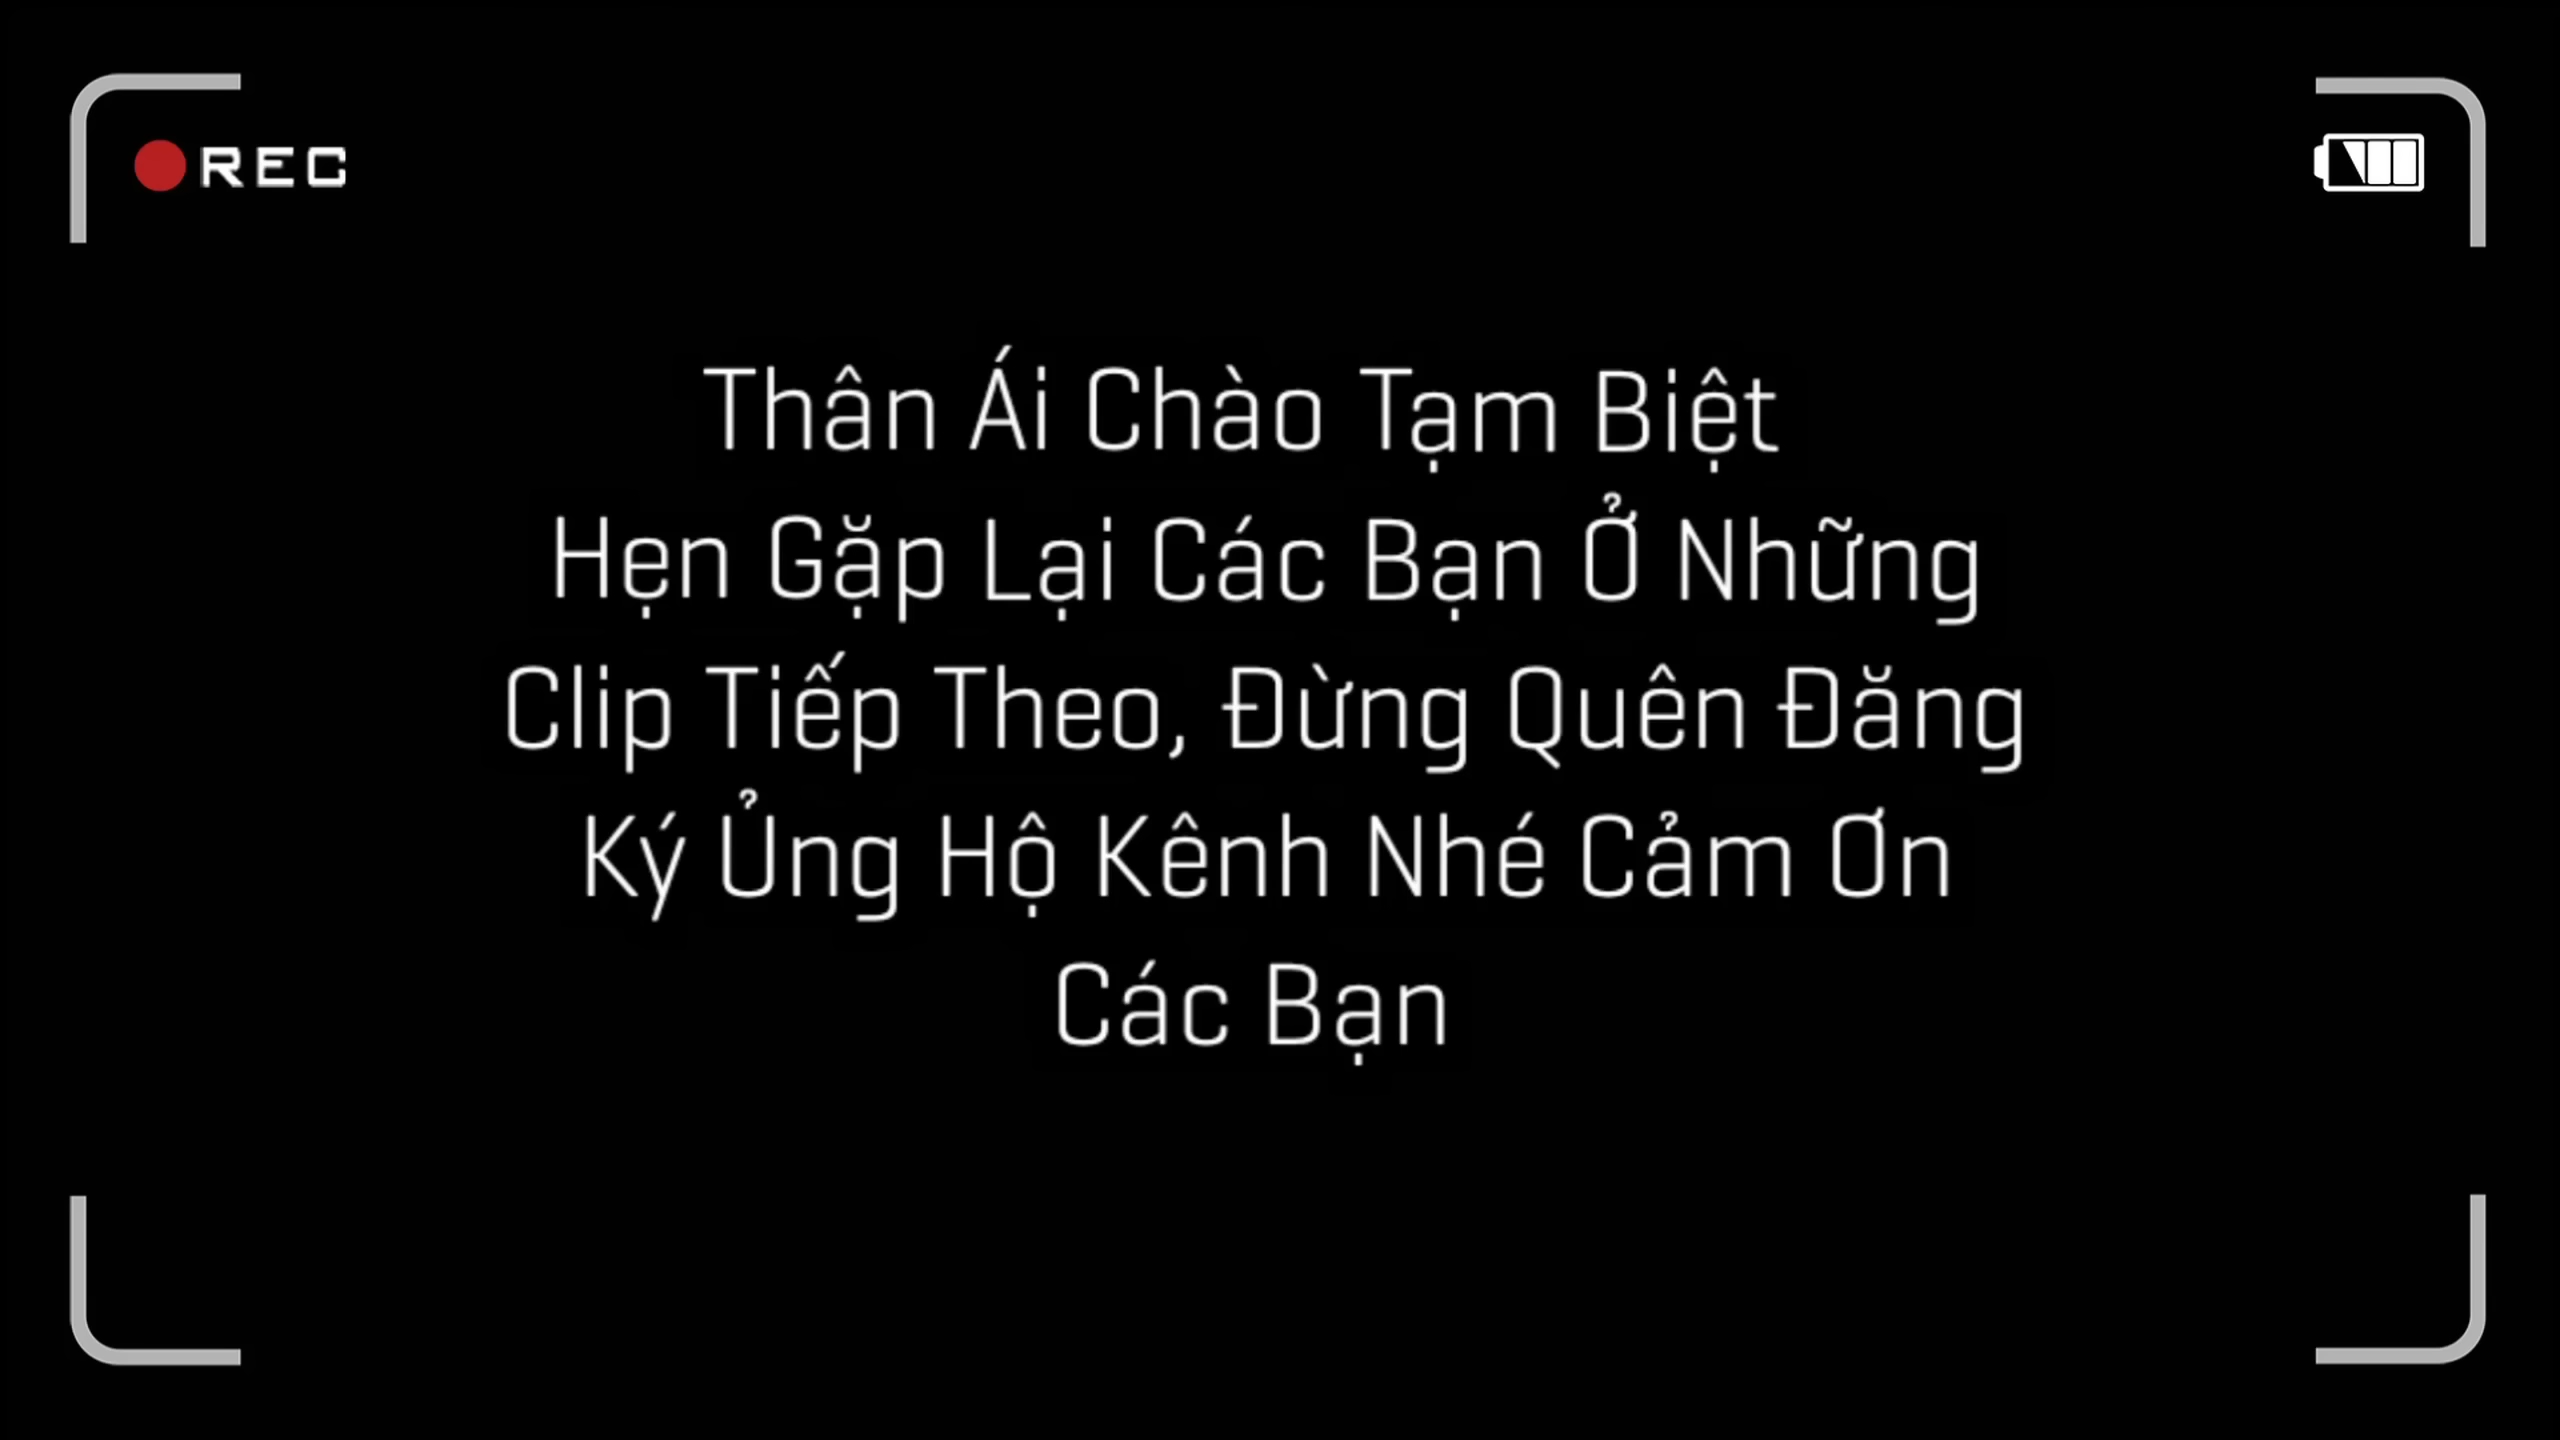 REC
Thân Ái Chào Tạm Biệt
Hẹn Gặp Lại Các Bạn Ở Những
Clip Tiếp Theo, Đừng Quên Đăng
Ký Ủng Hộ Kênh Nhé Cảm Ơn
Các Bạn